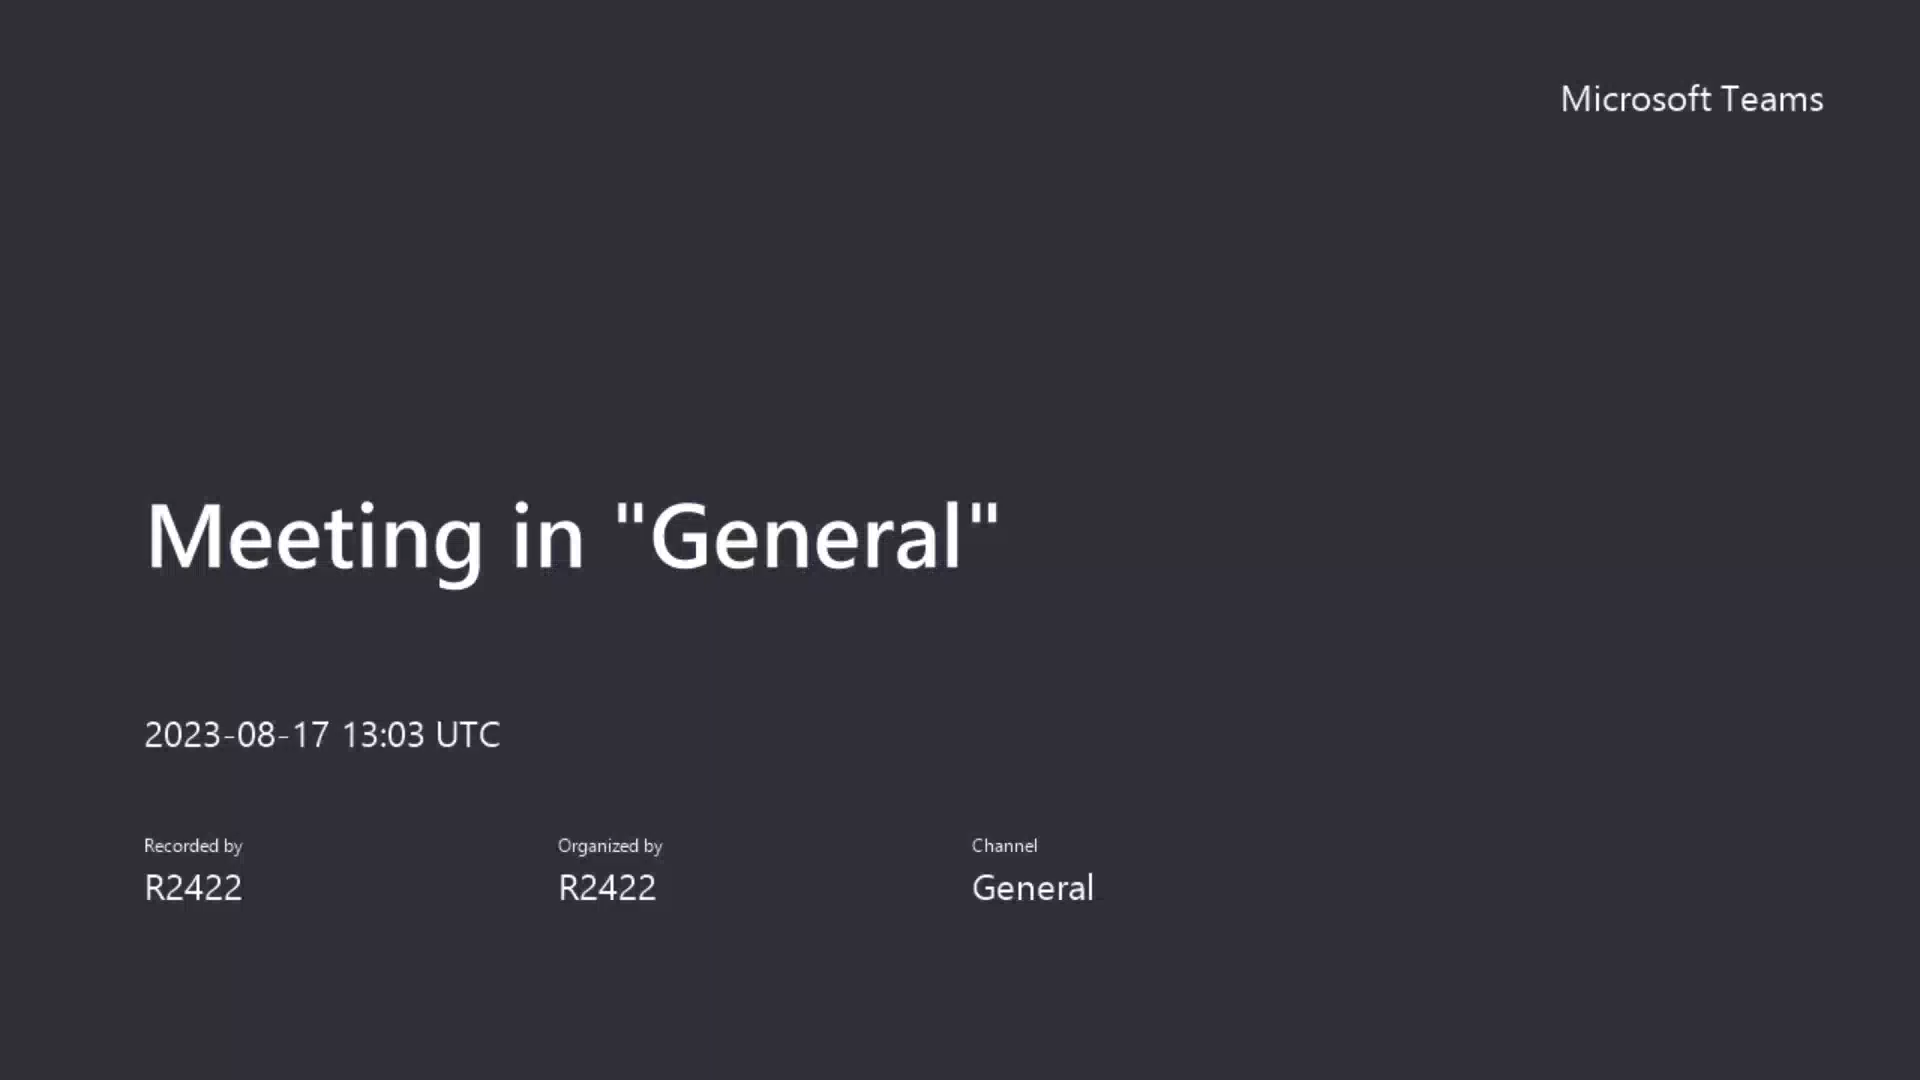 Microsoft Teams
Meeting in "General"
2023-08-17 13:03 UTC
Recorded by
R2422
Organized by
R2422
Channel
General